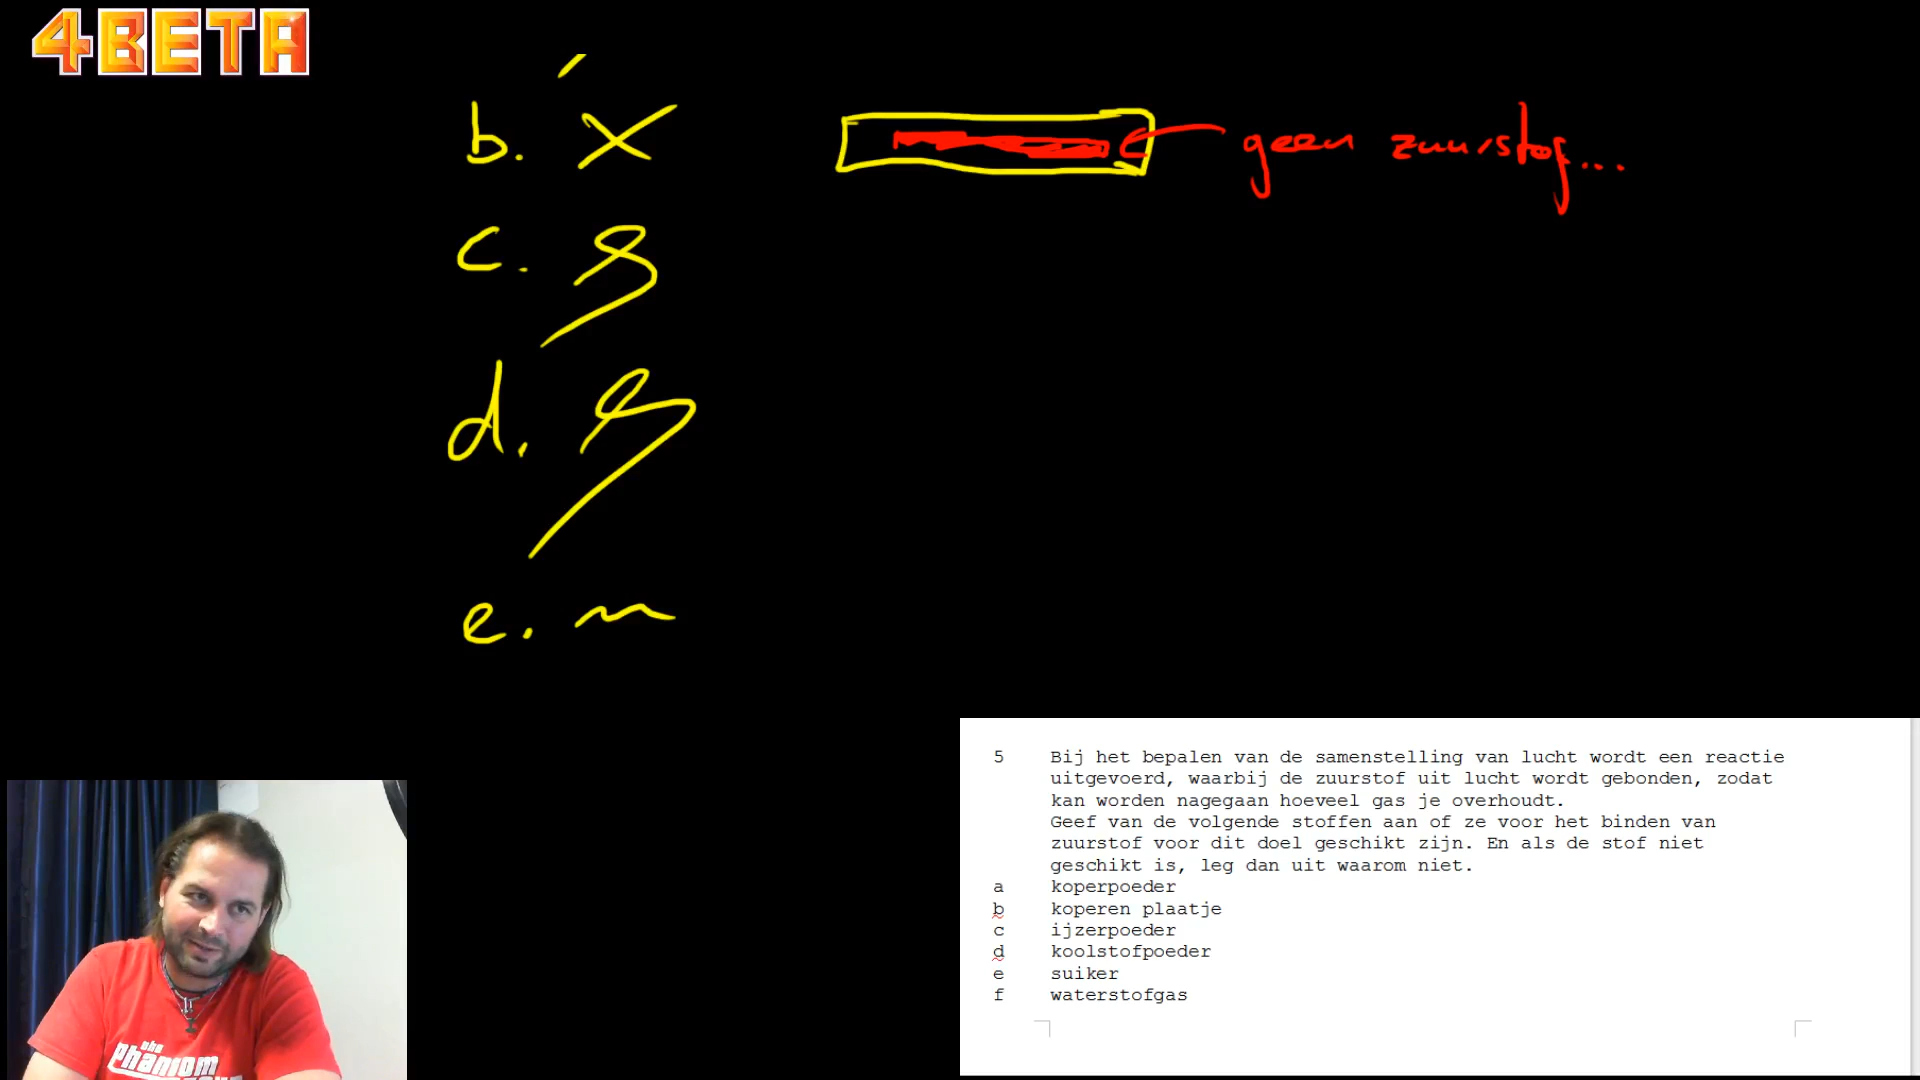 4BETA
b. X geen zuurstof...
c.
d.
e.
5 Bij het bepalen van de samenstelling van lucht wordt een reactie
uitgevoerd, waarbij de zuurstof uit lucht wordt gebonden, zodat
kan worden nagegaan hoeveel gas je overhoudt.
Geef van de volgende stoffen aan of ze voor het binden van
zuurstof voor dit doel geschikt zijn. En als de stof niet
geschikt is, leg dan uit waarom niet.
a koperpoeder
b koperen plaatje
c ijzerpoeder
d koolstofpoeder
e suiker
f waterstofgas
the
phantom